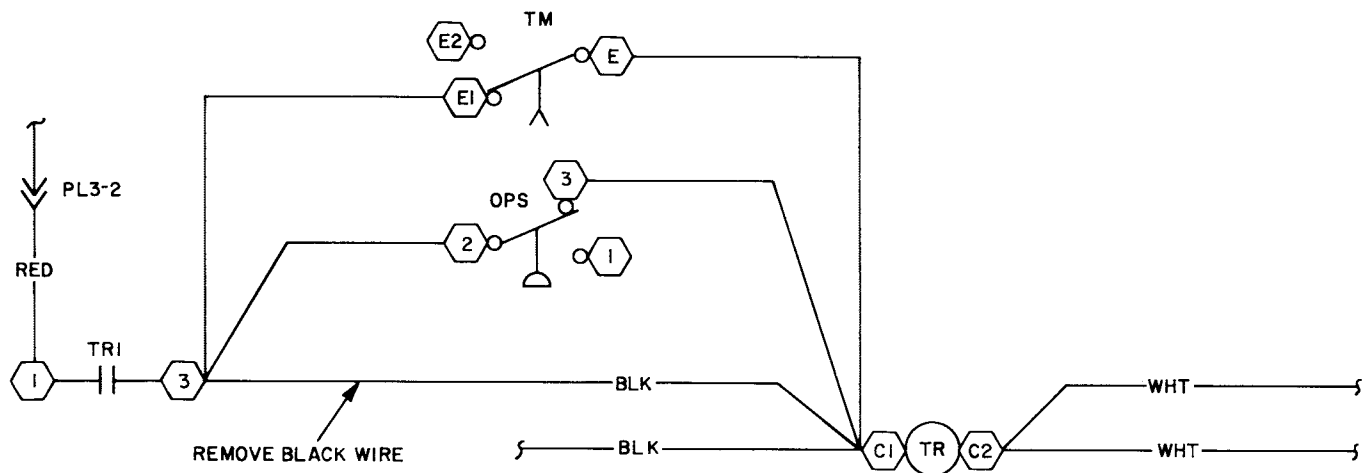 TM
E2
E
E1
PL3-2
3
OPS
2
1
RED
TR1
1
3
BLK
WHT
REMOVE BLACK WIRE
BLK
C1
TR
C2
WHT